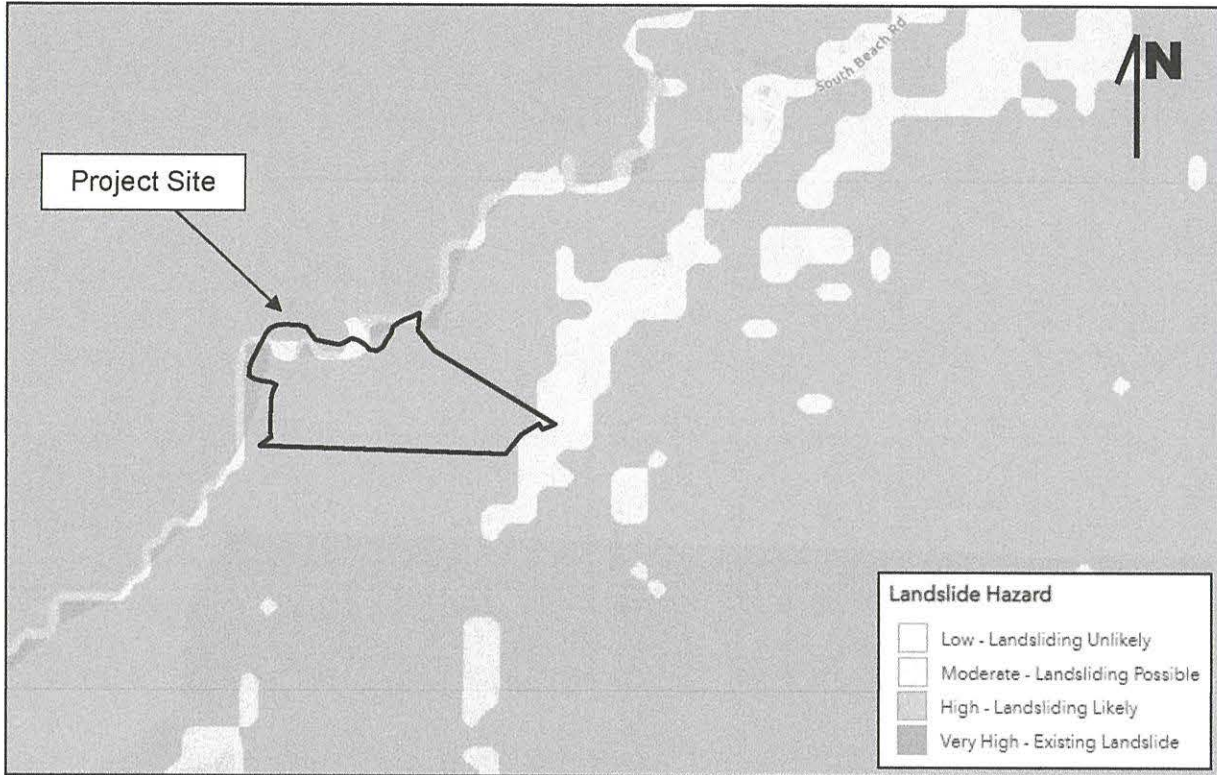 South Beach Rd
N
Project Site
Landslide Hazard
Low - Landsliding Unlikely
Moderate - Landsliding Possible
High - Landsliding Likely
Very High - Existing Landslide